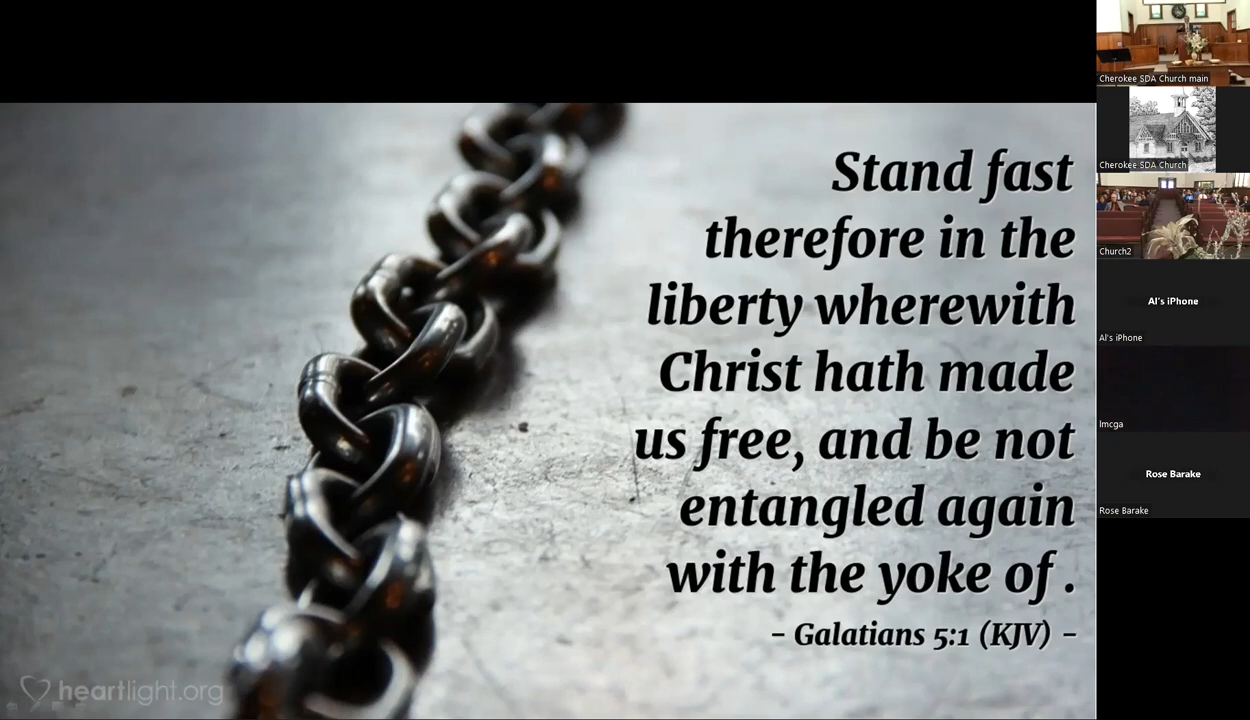 Stand fast
therefore in the
liberty wherewith
Christ hath made
us free, and be not
entangled again
with the yoke of .
- Galatians 5:1 (KJV) -
heartlight.org
Cherokee SDA Church main
Cherokee SDA Church
Church2
Al's iPhone
Al's iPhone
lmcga
Rose Barake
Rose Barake